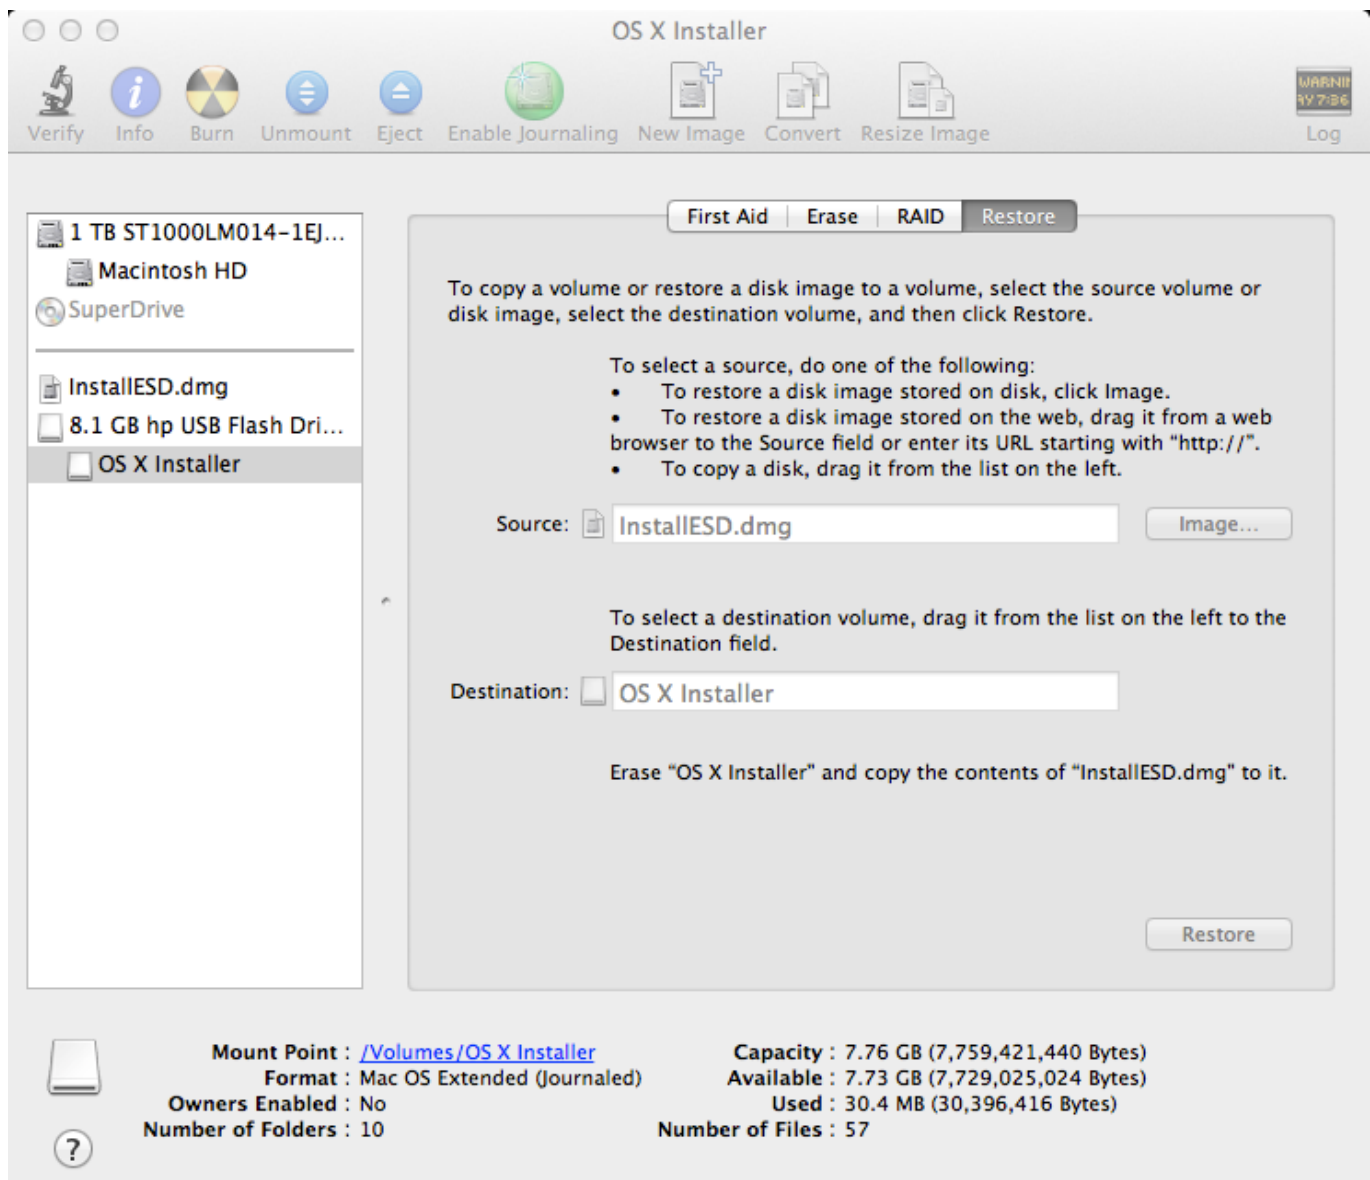 OS X Installer
Verify Info Burn Unmount Eject Enable Journaling New Image Convert Resize Image Log
WARNIN
AY 7:36
1 TB ST1000LM014-1EJ...
Macintosh HD
SuperDrive
InstallESD.dmg
8.1 GB hp USB Flash Dri...
OS X Installer
First Aid Erase RAID Restore
To copy a volume or restore a disk image to a volume, select the source volume or
disk image, select the destination volume, and then click Restore.
To select a source, do one of the following:
• To restore a disk image stored on disk, click Image.
• To restore a disk image stored on the web, drag it from a web
browser to the Source field or enter its URL starting with “http://”.
• To copy a disk, drag it from the list on the left.
Source: InstallESD.dmg Image...
To select a destination volume, drag it from the list on the left to the
Destination field.
Destination: OS X Installer
Erase “OS X Installer” and copy the contents of “InstallESD.dmg” to it.
Restore
Mount Point : /Volumes/OS X Installer Capacity : 7.76 GB (7,759,421,440 Bytes)
Format : Mac OS Extended (Journaled) Available : 7.73 GB (7,729,025,024 Bytes)
Owners Enabled : No Used : 30.4 MB (30,396,416 Bytes)
Number of Folders : 10 Number of Files : 57
?